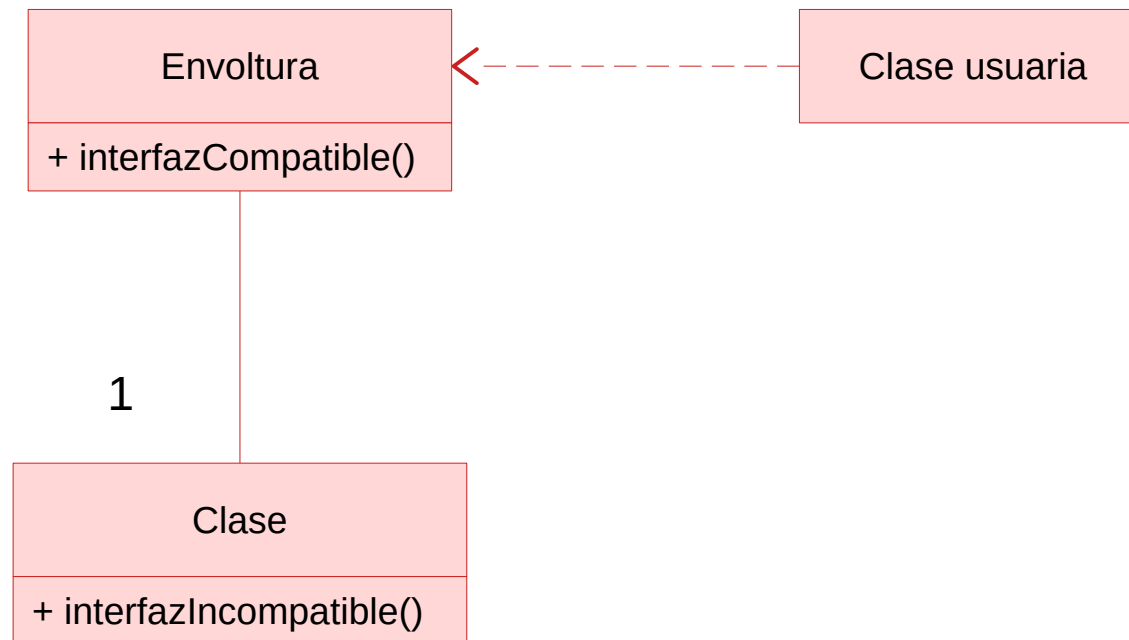 Envoltura
Clase usuaria
+ interfazCompatible()
1
Clase
+ interfazIncompatible()